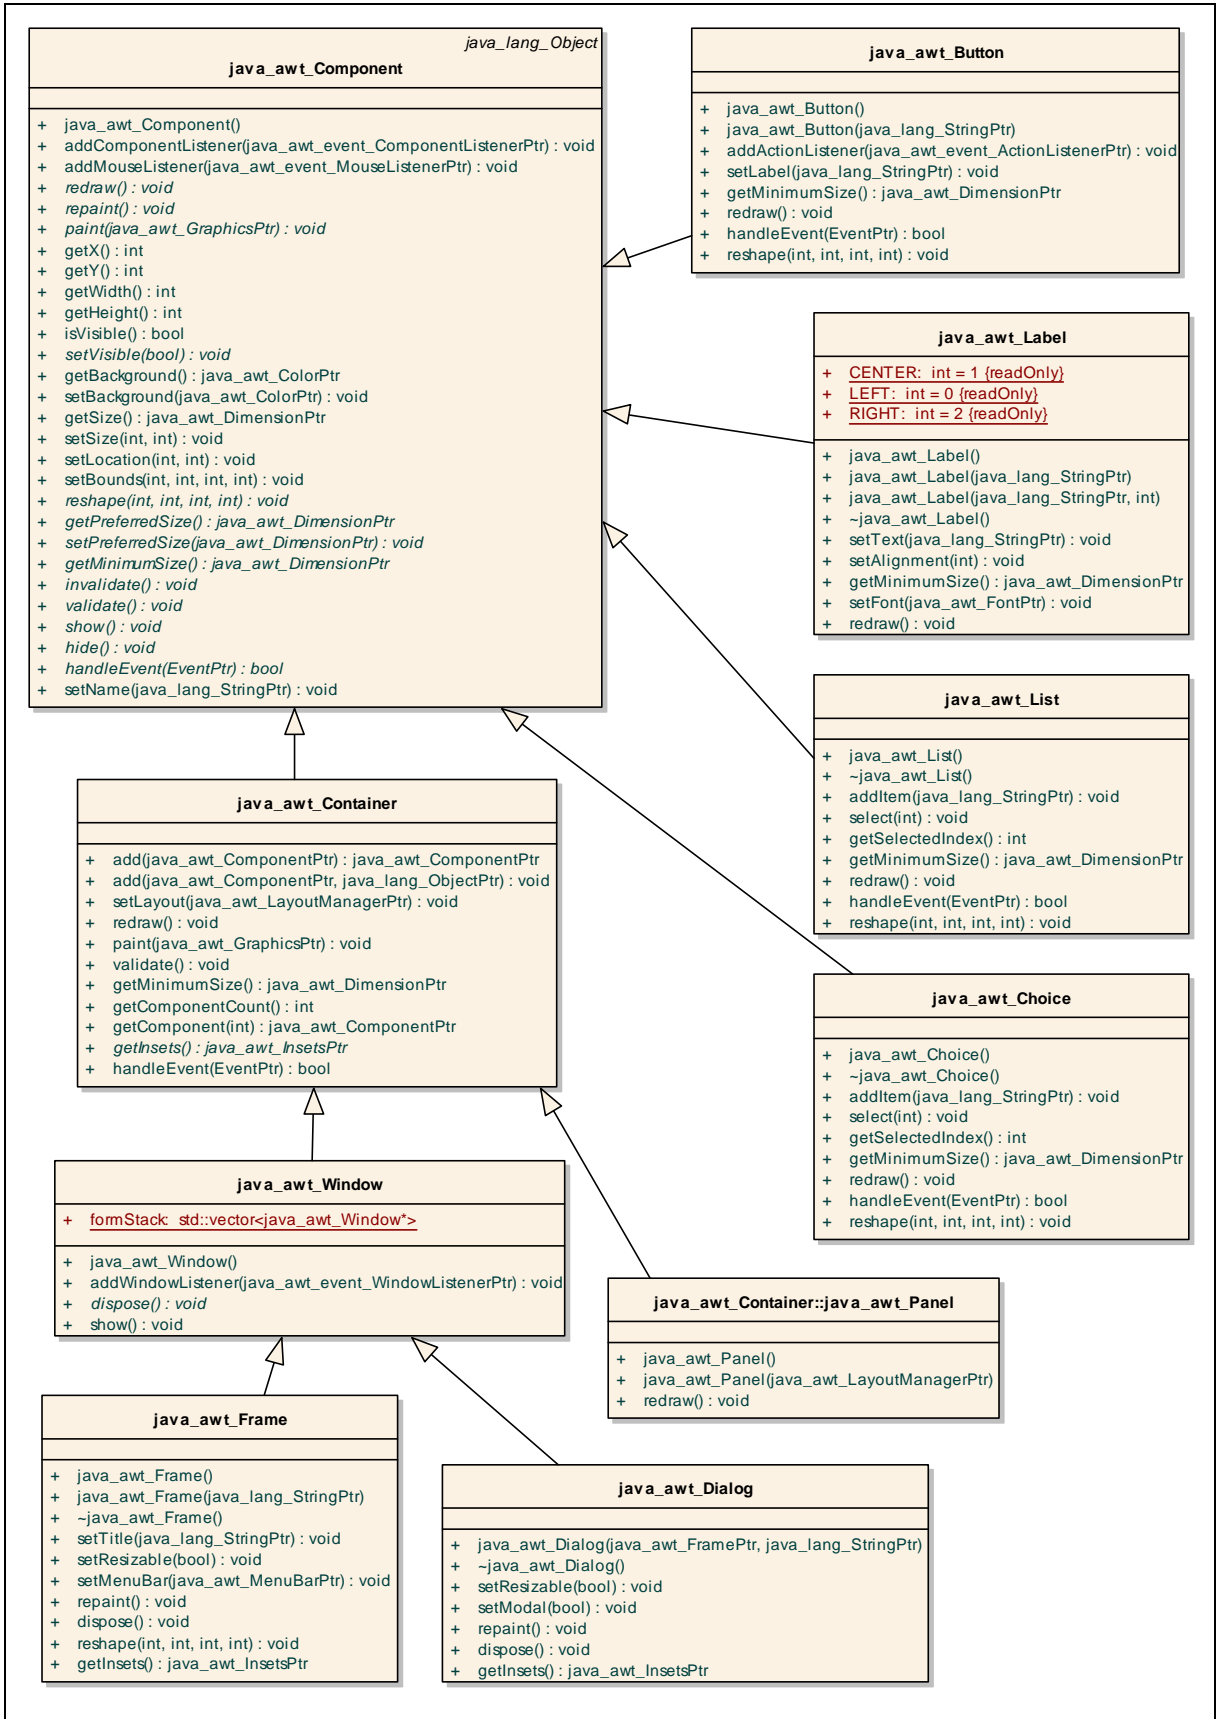 java_lang_Object
java_awt_Component
+ java_awt_Component()
+ addComponentListener(java_awt_event_ComponentListenerPtr) : void
+ addMouseListener(java_awt_event_MouseListenerPtr) : void
+ redraw() : void
+ repaint() : void
+ paint(java_awt_GraphicsPtr) : void
+ getX() : int
+ getY() : int
+ getWidth() : int
+ getHeight() : int
+ isVisible() : bool
+ setVisible(bool) : void
+ getBackground() : java_awt_ColorPtr
+ setBackground(java_awt_ColorPtr) : void
+ getSize() : java_awt_DimensionPtr
+ setSize(int, int) : void
+ setLocation(int, int) : void
+ setBounds(int, int, int, int) : void
+ reshape(int, int, int, int) : void
+ getPreferredSize() : java_awt_DimensionPtr
+ setPreferredSize(java_awt_DimensionPtr) : void
+ getMinimumSize() : java_awt_DimensionPtr
+ invalidate() : void
+ validate() : void
+ show() : void
+ hide() : void
+ handleEvent(EventPtr) : bool
+ setName(java_lang_StringPtr) : void
java_awt_Button
+ java_awt_Button()
+ java_awt_Button(java_lang_StringPtr)
+ addActionListener(java_awt_event_ActionListenerPtr) : void
+ setLabel(java_lang_StringPtr) : void
+ getMinimumSize() : java_awt_DimensionPtr
+ redraw() : void
+ handleEvent(EventPtr) : bool
+ reshape(int, int, int, int) : void
java_awt_Label
+ CENTER: int = 1 {readOnly}
+ LEFT: int = 0 {readOnly}
+ RIGHT: int = 2 {readOnly}
+ java_awt_Label()
+ java_awt_Label(java_lang_StringPtr)
+ java_awt_Label(java_lang_StringPtr, int)
+ ~java_awt_Label()
+ setText(java_lang_StringPtr) : void
+ setAlignment(int) : void
+ getMinimumSize() : java_awt_DimensionPtr
+ setFont(java_awt_FontPtr) : void
+ redraw() : void
java_awt_List
+ java_awt_List()
+ ~java_awt_List()
+ addItem(java_lang_StringPtr) : void
+ select(int) : void
+ getSelectedIndex() : int
+ getMinimumSize() : java_awt_DimensionPtr
+ redraw() : void
+ handleEvent(EventPtr) : bool
+ reshape(int, int, int, int) : void
java_awt_Container
+ add(java_awt_ComponentPtr) : java_awt_ComponentPtr
+ add(java_awt_ComponentPtr, java_lang_ObjectPtr) : void
+ setLayout(java_awt_LayoutManagerPtr) : void
+ redraw() : void
+ paint(java_awt_GraphicsPtr) : void
+ validate() : void
+ getMinimumSize() : java_awt_DimensionPtr
+ getComponentCount() : int
+ getComponent(int) : java_awt_ComponentPtr
+ getInsets() : java_awt_InsetsPtr
+ handleEvent(EventPtr) : bool
java_awt_Choice
+ java_awt_Choice()
+ ~java_awt_Choice()
+ addItem(java_lang_StringPtr) : void
+ select(int) : void
+ getSelectedIndex() : int
+ getMinimumSize() : java_awt_DimensionPtr
+ redraw() : void
+ handleEvent(EventPtr) : bool
+ reshape(int, int, int, int) : void
java_awt_Window
+ formStack: std::vector<java_awt_Window*>
+ java_awt_Window()
+ addWindowListener(java_awt_event_WindowListenerPtr) : void
+ dispose() : void
+ show() : void
java_awt_Container::java_awt_Panel
+ java_awt_Panel()
+ java_awt_Panel(java_awt_LayoutManagerPtr)
+ redraw() : void
java_awt_Frame
+ java_awt_Frame()
+ java_awt_Frame(java_lang_StringPtr)
+ ~java_awt_Frame()
+ setTitle(java_lang_StringPtr) : void
+ setResizable(bool) : void
+ setMenuBar(java_awt_MenuBarPtr) : void
+ repaint() : void
+ dispose() : void
+ reshape(int, int, int, int) : void
+ getInsets() : java_awt_InsetsPtr
java_awt_Dialog
+ java_awt_Dialog(java_awt_FramePtr, java_lang_StringPtr)
+ ~java_awt_Dialog()
+ setResizable(bool) : void
+ setModal(bool) : void
+ repaint() : void
+ dispose() : void
+ getInsets() : java_awt_InsetsPtr